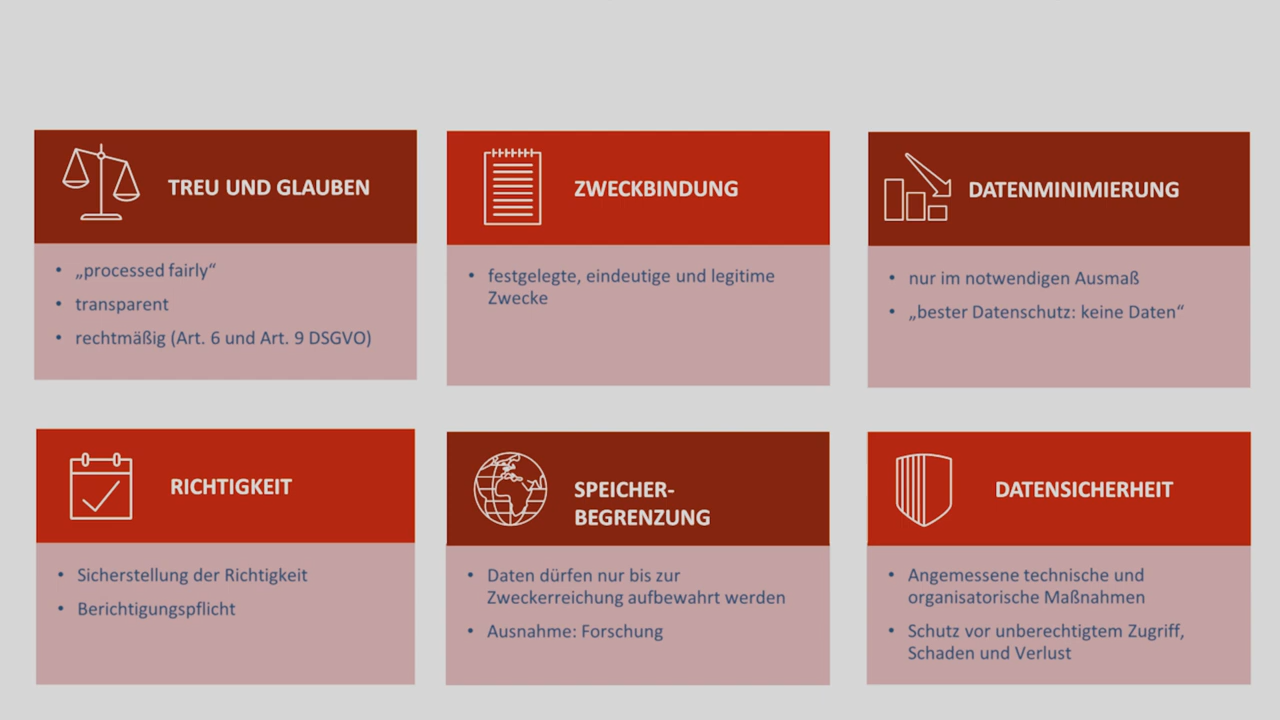 TREU UND GLAUBEN
• „processed fairly“
• transparent
• rechtmäßig (Art. 6 und Art. 9 DSGVO)
ZWECKBINDUNG
• festgelegte, eindeutige und legitime
Zwecke
DATENMINIMIERUNG
• nur im notwendigen Ausmaß
• „bester Datenschutz: keine Daten“
RICHTIGKEIT
• Sicherstellung der Richtigkeit
• Berichtigungspflicht
SPEICHER-
BEGRENZUNG
• Daten dürfen nur bis zur
Zweckerreichung aufbewahrt werden
• Ausnahme: Forschung
DATENSICHERHEIT
• Angemessene technische und
organisatorische Maßnahmen
• Schutz vor unberechtigtem Zugriff,
Schaden und Verlust